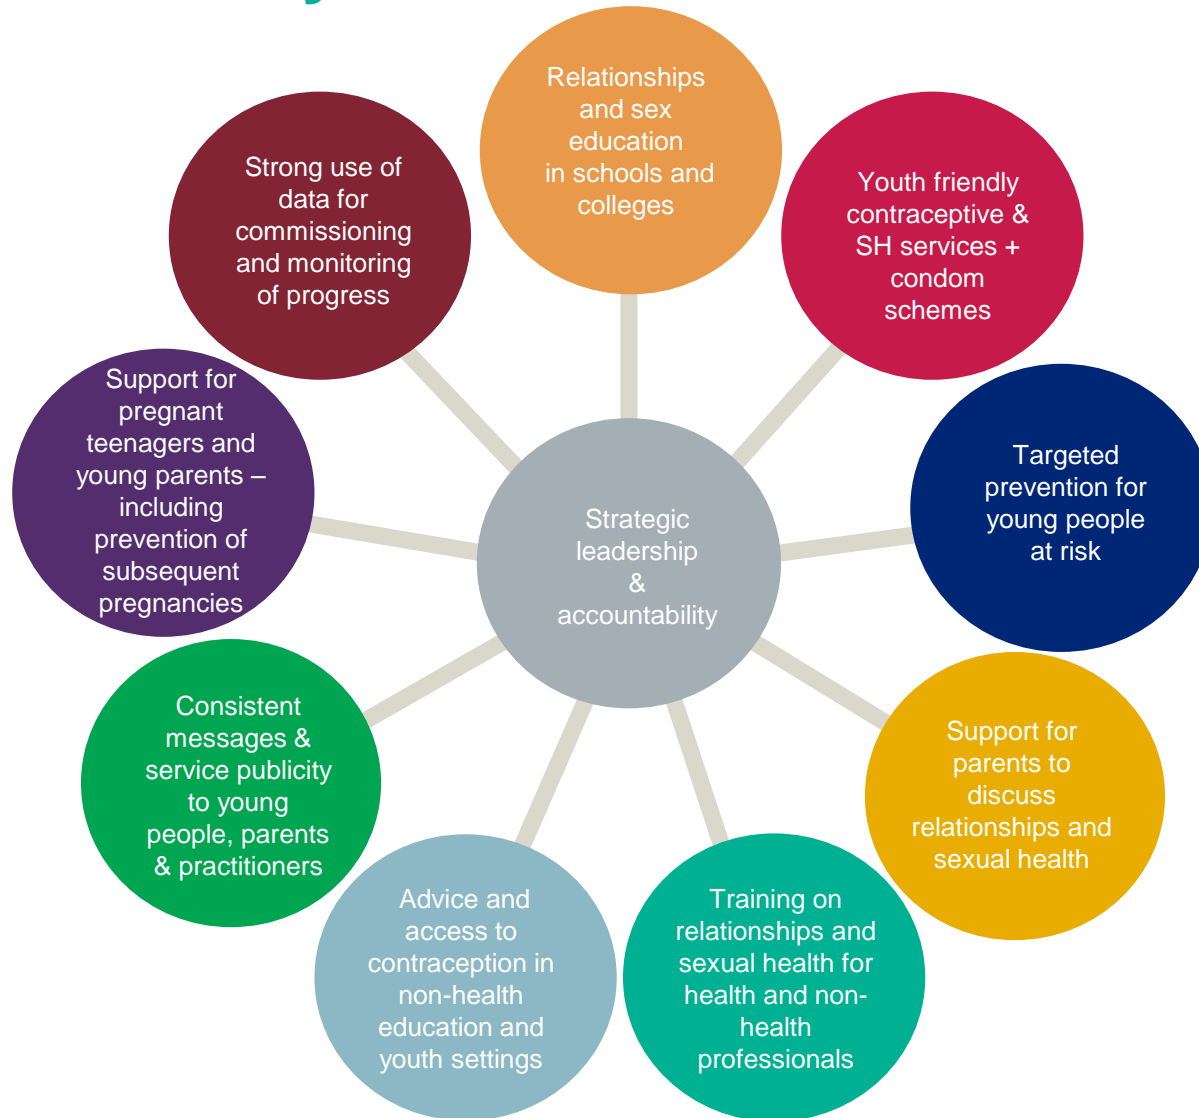 Relationships
and sex
education
in schools and
colleges
Youth friendly
contraceptive &
SH services +
condom
schemes
Targeted
prevention for
young people
at risk
Support for
parents to
discuss
relationships and
sexual health
Training on
relationships and
sexual health for
health and non-
health
professionals
Advice and
access to
contraception in
non-health
education and
youth settings
Consistent
messages &
service publicity
to young
people, parents
& practitioners
Support for
pregnant
teenagers and
young parents –
including
prevention of
subsequent
pregnancies
Strong use of
data for
commissioning
and monitoring
of progress
Strategic
leadership
&
accountability